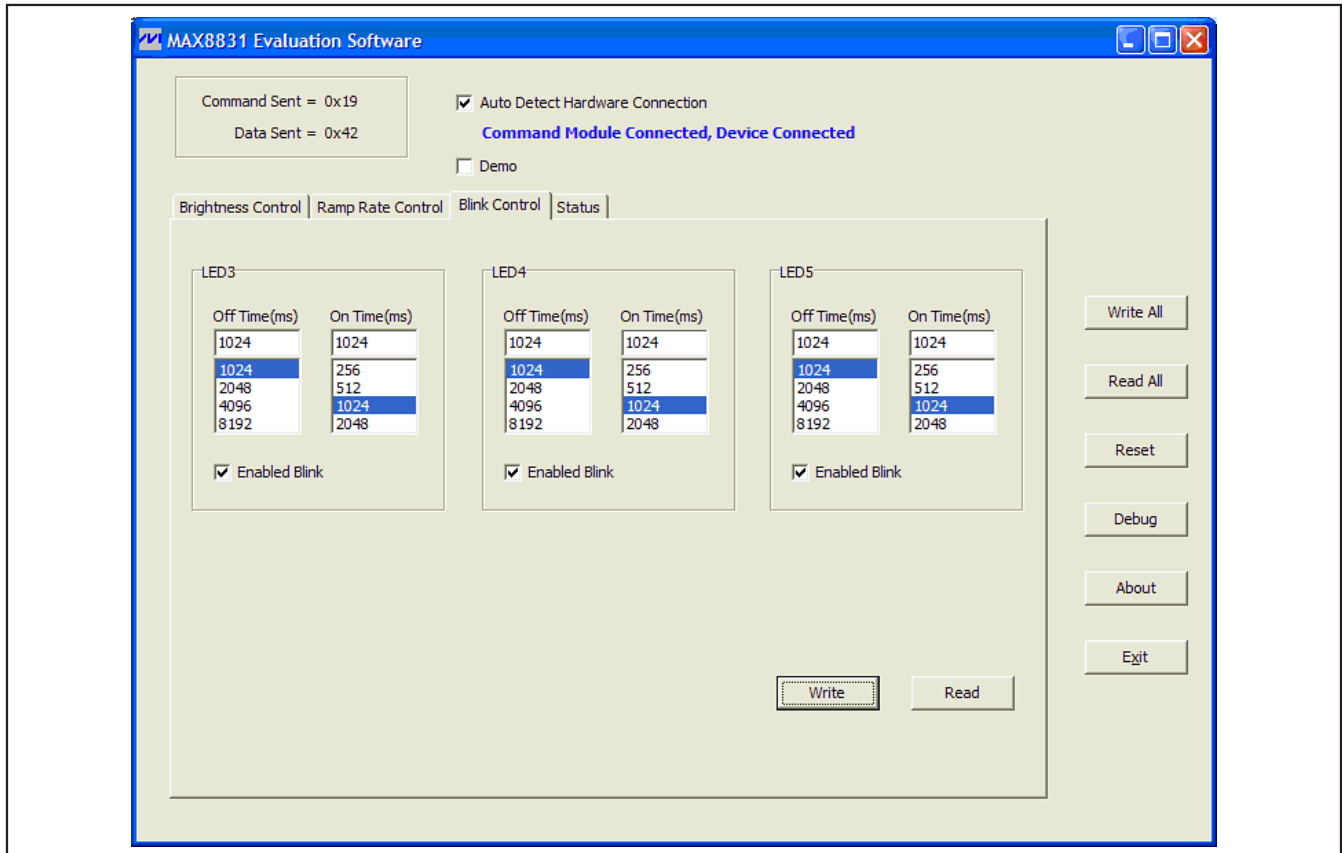 MAX8831 Evaluation Software
Command Sent = 0x19
Data Sent = 0x42
Auto Detect Hardware Connection
Command Module Connected, Device Connected
Demo
Brightness Control Ramp Rate Control Blink Control Status
LED3 LED4 LED5
Off Time(ms) On Time(ms) Off Time(ms) On Time(ms) Off Time(ms) On Time(ms)
1024 1024 1024 1024 1024 1024
1024 256 1024 256 1024 256
2048 512 2048 512 2048 512
4096 1024 4096 1024 4096 1024
8192 2048 8192 2048 8192 2048
Enabled Blink Enabled Blink Enabled Blink
Write All
Read All
Reset
Debug
About
Exit
Write Read